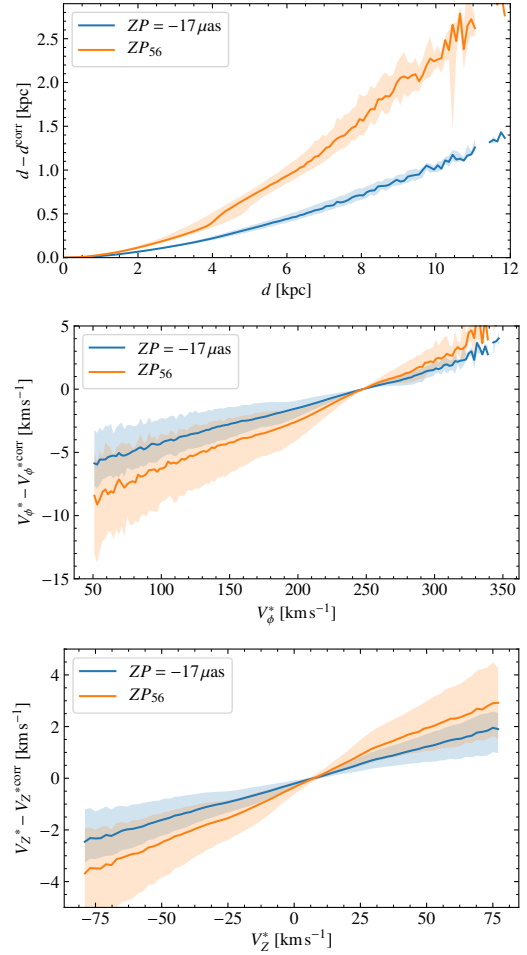 2.5
2.0
1.5
1.0
0.5
0.0
d − d^corr [kpc]
ZP = −17 μas
ZP₅₆
0 2 4 6 8 10 12
d [kpc]
5
0
−5
−10
−15
V_ϕ^* − V_ϕ^*corr [km s⁻¹]
ZP = −17 μas
ZP₅₆
50 100 150 200 250 300 350
V_ϕ^* [km s⁻¹]
4
2
0
−2
−4
V_Z^* − V_Z^*corr [km s⁻¹]
ZP = −17 μas
ZP₅₆
−75 −50 −25 0 25 50 75
V_Z^* [km s⁻¹]